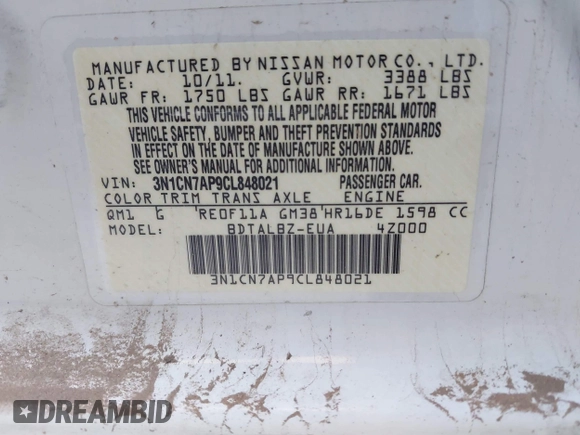 MANUFACTURED BY NISSAN MOTOR CO., LTD.
DATE: 10/11. GVWR: 3388 LBS
GAWR FR: 1750 LBS GAWR RR: 1671 LBS
THIS VEHICLE CONFORMS TO ALL APPLICABLE FEDERAL MOTOR
VEHICLE SAFETY, BUMPER AND THEFT PREVENTION STANDARDS
IN EFFECT ON THE DATE OF MANUFACTURE SHOWN ABOVE.
SEE OWNER'S MANUAL FOR ADDITIONAL INFORMATION.
VIN: 3N1CN7AP9CL848021 PASSENGER CAR.
COLOR TRIM TRANS AXLE ENGINE
QM1 G RE0F11A GM38 HR16DE 1598 CC
MODEL: BDTALBZ-EUA 4Z000
3N1CN7AP9CL848021
DREAMBID